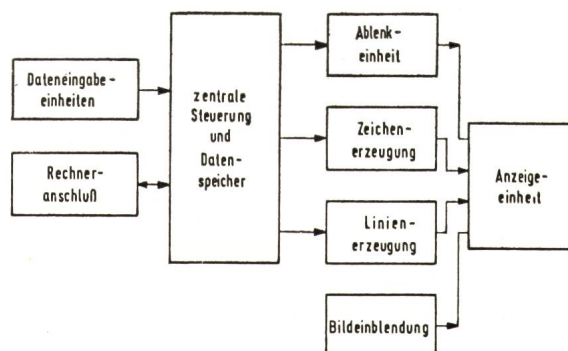 Dateneingabe-
einheiten
Rechner-
anschluß
zentrale
Steuerung
und
Daten-
speicher
Ablenk-
einheit
Zeichen-
erzeugung
Linien-
erzeugung
Bildeinblendung
Anzeige-
einheit